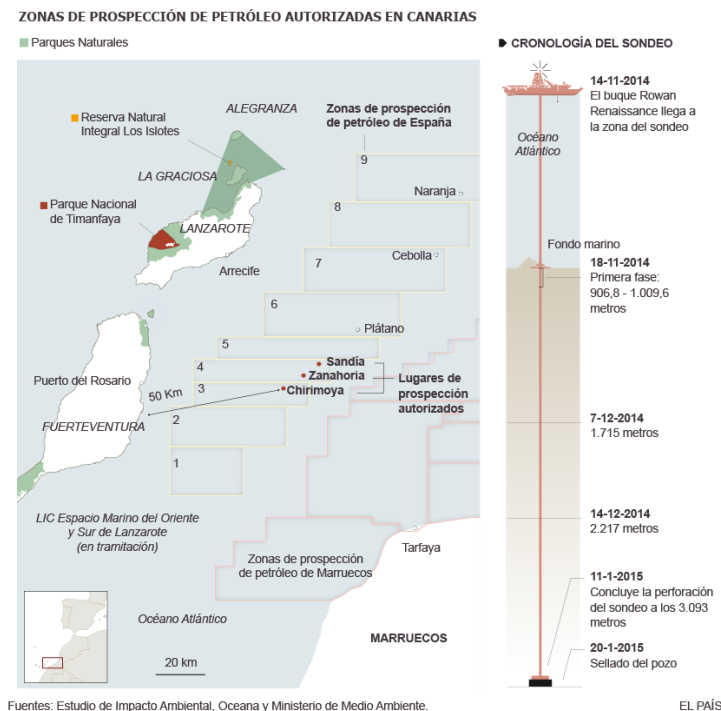 ZONAS DE PROSPECCIÓN DE PETRÓLEO AUTORIZADAS EN CANARIAS
Parques Naturales
Reserva Natural
Integral Los Islotes
ALEGRANZA
Zonas de prospección
de petróleo de España
LA GRACIOSA
Parque Nacional
de Timanfaya
LANZAROTE
Arrecife
9
Naranja
8
Cebolla
7
6
Plátano
5
Sandía
4
Zanahoria
3
Chirimoya
Lugares de
prospección
autorizados
Puerto del Rosario
50 Km
FUERTEVENTURA
2
1
LIC Espacio Marino del Oriente
y Sur de Lanzarote
(en tramitación)
Zonas de prospección
de petróleo de Marruecos
Tarfaya
Océano Atlántico
MARRUECOS
20 km
CRONOLOGÍA DEL SONDEO
14-11-2014
El buque Rowan
Renaissance llega a
la zona del sondeo
Océano
Atlántico
Fondo marino
18-11-2014
Primera fase:
906,8 - 1.009,6
metros
7-12-2014
1.715 metros
14-12-2014
2.217 metros
11-1-2015
Concluye la perforación
del sondeo a los 3.093
metros
20-1-2015
Sellado del pozo
Fuentes: Estudio de Impacto Ambiental, Oceana y Ministerio de Medio Ambiente.
EL PAÍS